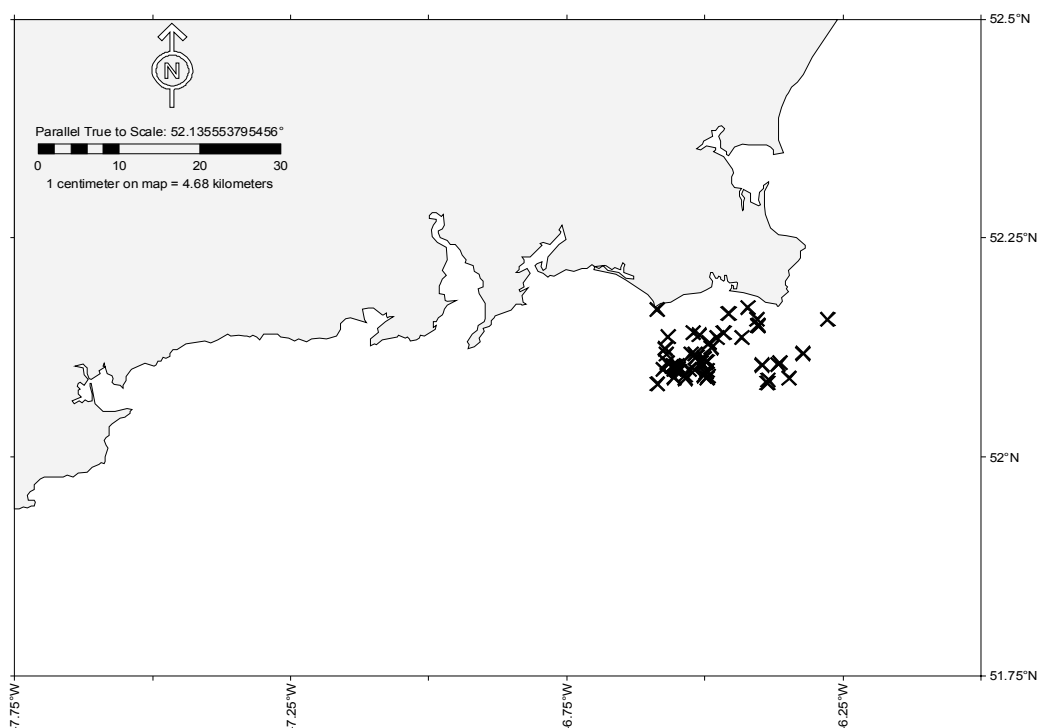 52.5°N
N
Parallel True to Scale: 52.135553795456°
0 10 20 30
1 centimeter on map = 4.68 kilometers
52.25°N
52°N
51.75°N
7.75°W 7.25°W 6.75°W 6.25°W